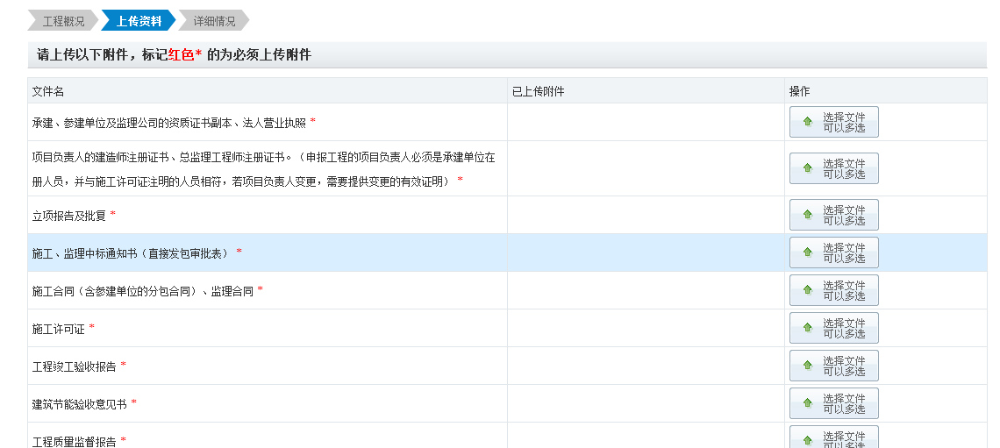 工程概况
上传资料
详细情况
请上传以下附件，标记红色* 的为必须上传附件
文件名
已上传附件
操作
承建、参建单位及监理公司的资质证书副本、法人营业执照 *
选择文件
可以多选
项目负责人的建造师注册证书、总监理工程师注册证书。（申报工程的项目负责人必须是承建单位在
册人员，并与施工许可证注明的人员相符，若项目负责人变更，需要提供变更的有效证明） *
选择文件
可以多选
立项报告及批复 *
选择文件
可以多选
施工、监理中标通知书（直接发包审批表） *
选择文件
可以多选
施工合同（含参建单位的分包合同）、监理合同 *
选择文件
可以多选
施工许可证 *
选择文件
可以多选
工程竣工验收报告 *
选择文件
可以多选
建筑节能验收意见书 *
选择文件
可以多选
工程质量监督报告 *
选择文件
可以多选